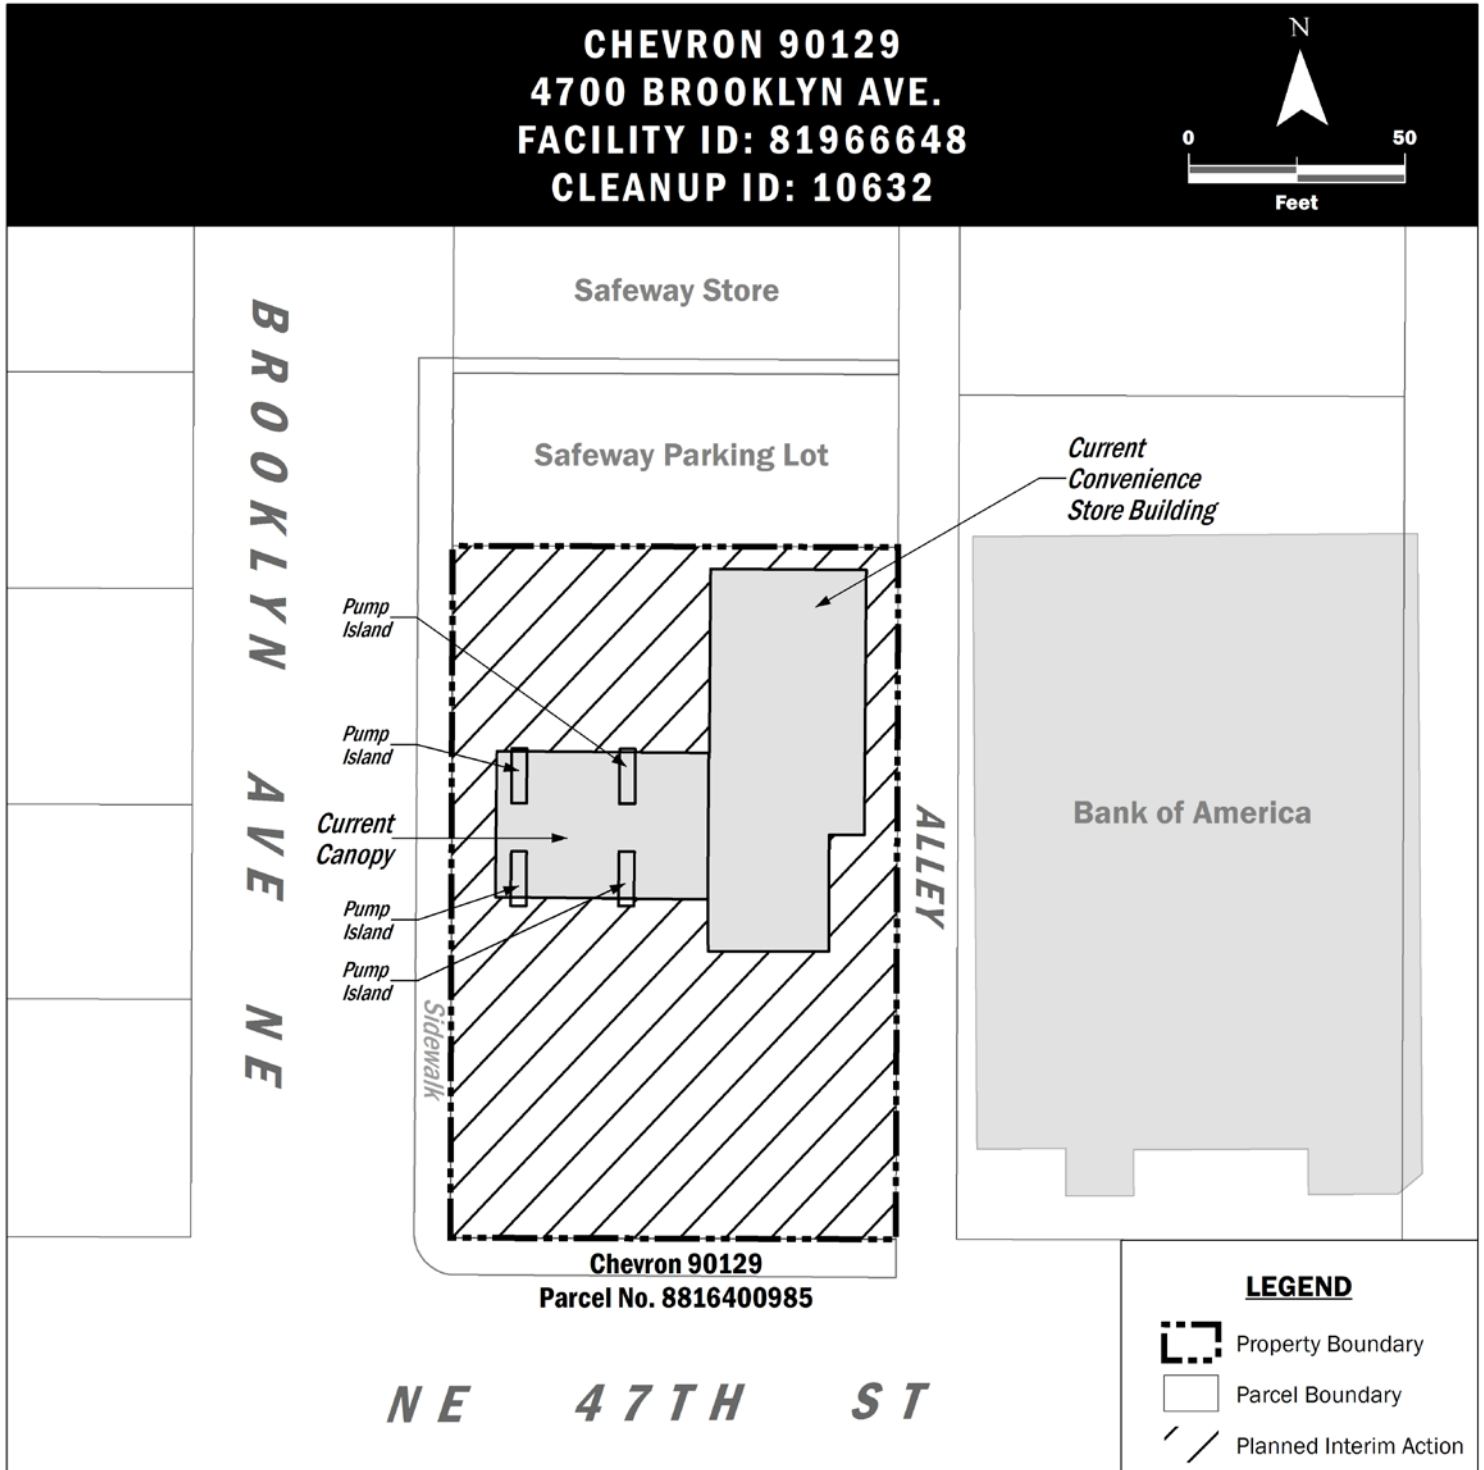 CHEVRON 90129
4700 BROOKLYN AVE.
FACILITY ID: 81966648
CLEANUP ID: 10632
N
0 50
Feet
Safeway Store
BROOKLYN AVE NE
Safeway Parking Lot
Current
Convenience
Store Building
Pump
Island
Pump
Island
Current
Canopy
Pump
Island
Pump
Island
ALLEY
Bank of America
Sidewalk
Chevron 90129
Parcel No. 8816400985
NE 47TH ST
LEGEND
Property Boundary
Parcel Boundary
Planned Interim Action